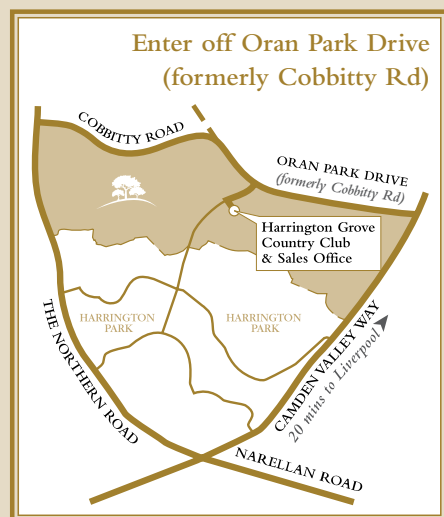 Enter off Oran Park Drive
(formerly Cobbitty Rd)
COBBITTY ROAD
ORAN PARK DRIVE
(formerly Cobbitty Rd)
Harrington Grove
Country Club
& Sales Office
HARRINGTON
PARK
HARRINGTON
PARK
THE NORTHERN ROAD
CAMDEN VALLEY WAY
20 mins to Liverpool
NARELLAN ROAD